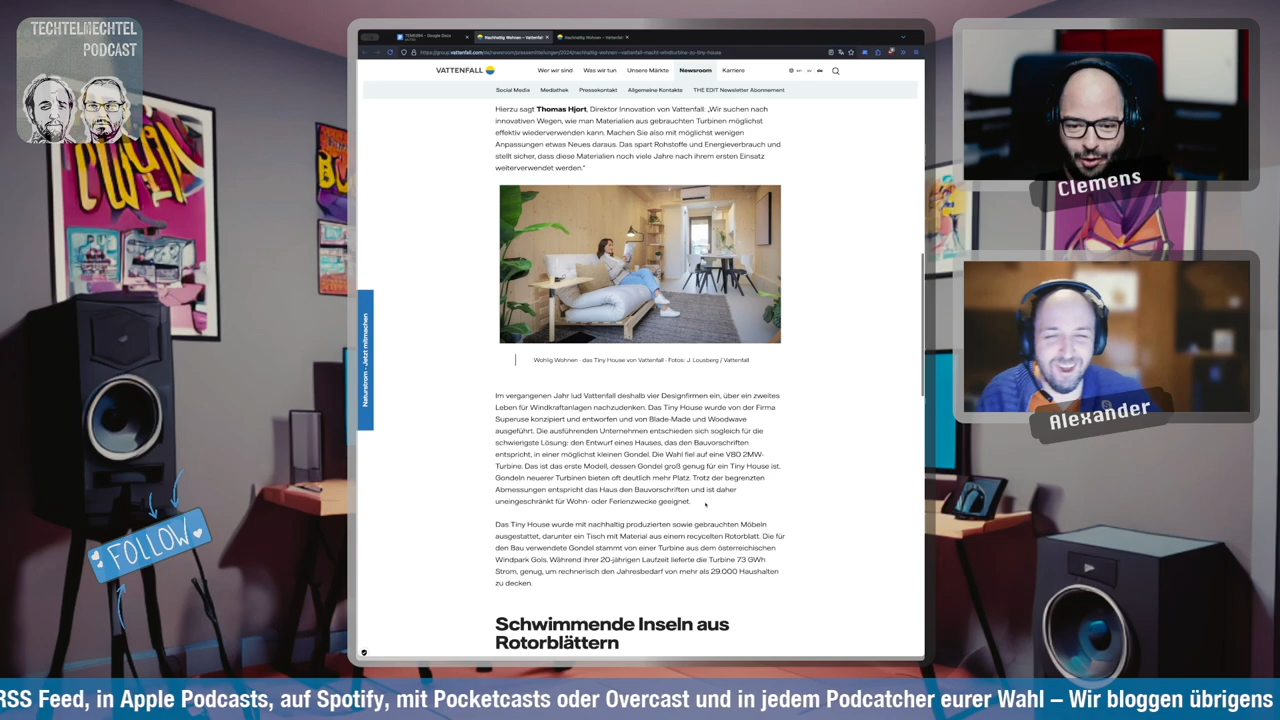 TECHTELMECHTEL
PODCAST
FOLLOW
TEME264 - Google Docs
Nachhaltig Wohnen – Vattenfall
Nachhaltig Wohnen – Vattenfall
VATTENFALL
Wer wir sind
Was wir tun
Unsere Märkte
Newsroom
Karriere
Social Media
Mediathek
Pressekontakt
Allgemeine Kontakte
THE EDIT Newsletter Abonnement
Hierzu sagt Thomas Hjort, Direktor Innovation von Vattenfall: „Wir suchen nach
innovativen Wegen, wie man Materialien aus gebrauchten Turbinen möglichst
effektiv wiederverwenden kann. Machen Sie also mit möglichst wenigen
Anpassungen etwas Neues daraus. Das spart Rohstoffe und Energieverbrauch und
stellt sicher, dass diese Materialien noch viele Jahre nach ihrem ersten Einsatz
weiterverwendet werden.“
Wohlig Wohnen - das Tiny House von Vattenfall - Fotos: J. Lousberg / Vattenfall
Naturstrom - Jetzt mitmachen
Im vergangenen Jahr lud Vattenfall deshalb vier Designfirmen ein, über ein zweites
Leben für Windkraftanlagen nachzudenken. Das Tiny House wurde von der Firma
Superuse konzipiert und entworfen und von Blade-Made und Woodwave
ausgeführt. Die ausführenden Unternehmen entschieden sich sogleich für die
schwierigste Lösung: den Entwurf eines Hauses, das den Bauvorschriften
entspricht, in einer möglichst kleinen Gondel. Die Wahl fiel auf eine V80 2MW-
Turbine. Das ist das erste Modell, dessen Gondel groß genug für ein Tiny House ist.
Gondeln neuerer Turbinen bieten oft deutlich mehr Platz. Trotz der begrenzten
Abmessungen entspricht das Haus den Bauvorschriften und ist daher
uneingeschränkt für Wohn- oder Ferienzwecke geeignet.
Das Tiny House wurde mit nachhaltig produzierten sowie gebrauchten Möbeln
ausgestattet, darunter ein Tisch mit Material aus einem recycelten Rotorblatt. Die für
den Bau verwendete Gondel stammt von einer Turbine aus dem österreichischen
Windpark Gols. Während ihrer 20-jährigen Laufzeit lieferte die Turbine 73 GWh
Strom, genug, um rechnerisch den Jahresbedarf von mehr als 29.000 Haushalten
zu decken.
Schwimmende Inseln aus
Rotorblättern
Clemens
Alexander
RSS Feed, in Apple Podcasts, auf Spotify, mit Pocketcasts oder Overcast und in jedem Podcatcher eurer Wahl – Wir bloggen übrigens